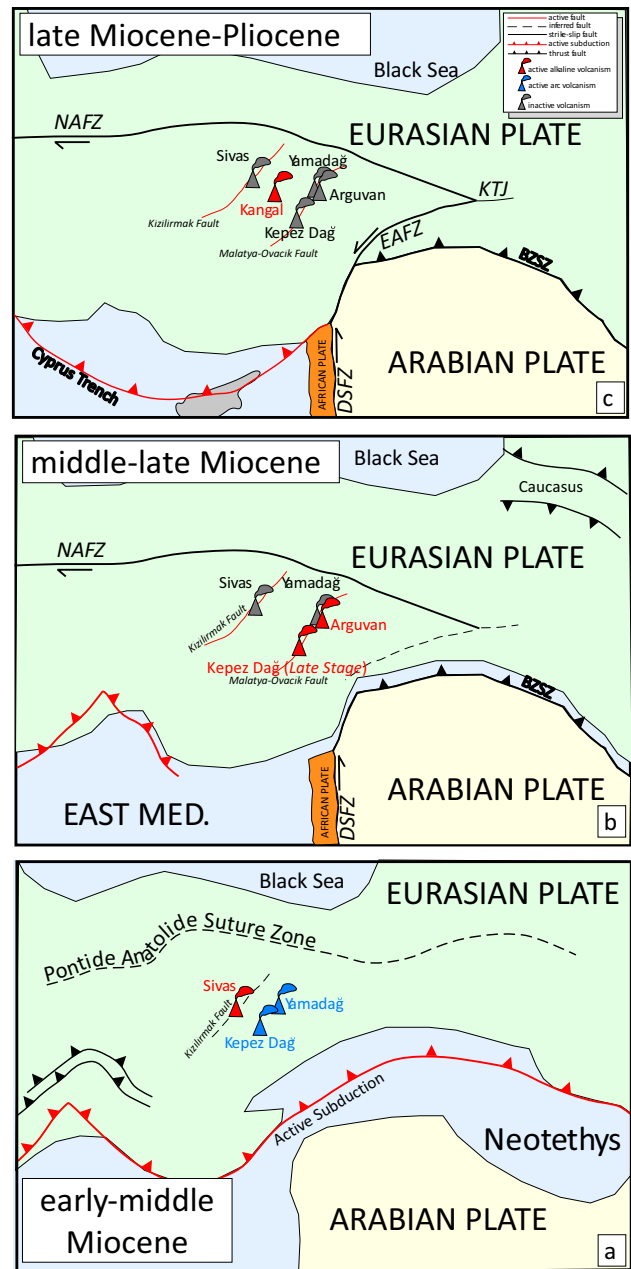 late Miocene-Pliocene
Black Sea
active fault
inferred fault
strike-slip fault
active subduction
thrust fault
active alkaline volcanism
active arc volcanism
inactive volcanism
NAFZ
EURASIAN PLATE
Sivas
Yamadağ
Kangal
Arguvan
KTJ
Kizilirmak Fault
Kepez Dağ
EAFZ
Malatya-Ovacik Fault
BZSZ
Cyprus Trench
AFRICAN PLATE
DSFZ
ARABIAN PLATE
c
middle-late Miocene
Black Sea
Caucasus
NAFZ
EURASIAN PLATE
Sivas
Yamadağ
Kızılırmak Fault
Arguvan
Kepez Dağ (Late Stage)
Malatya-Ovacık Fault
BZSZ
EAST MED.
AFRICAN PLATE
DSFZ
ARABIAN PLATE
b
Black Sea
EURASIAN PLATE
Pontide Anatolide Suture Zone
Sivas
Yamadağ
Kızılırmak Fault
Kepez Dağ
Active Subduction
Neotethys
early-middle
Miocene
ARABIAN PLATE
a